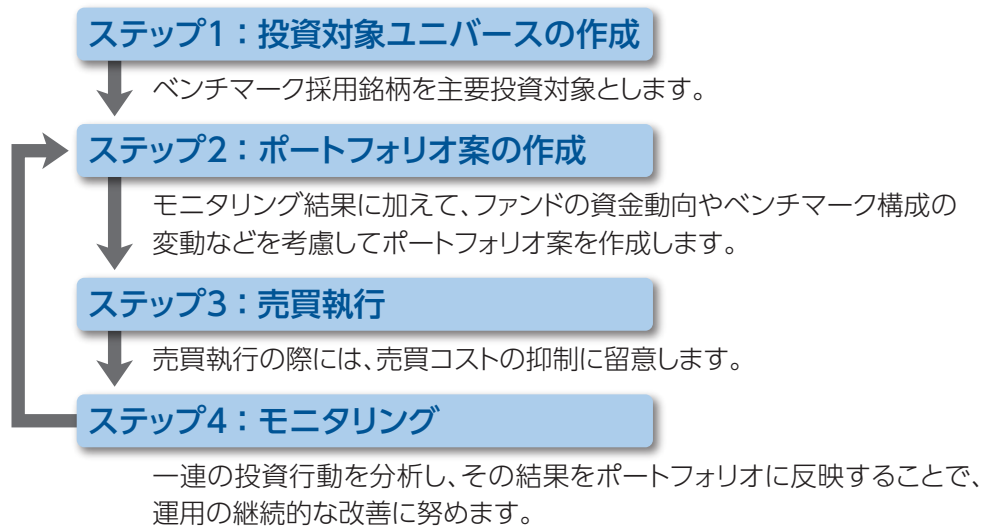 ステップ1：投資対象ユニバースの作成
ベンチマーク採用銘柄を主要投資対象とします。
ステップ2：ポートフォリオ案の作成
モニタリング結果に加えて、ファンドの資金動向やベンチマーク構成の
変動などを考慮してポートフォリオ案を作成します。
ステップ3：売買執行
売買執行の際には、売買コストの抑制に留意します。
ステップ4：モニタリング
一連の投資行動を分析し、その結果をポートフォリオに反映することで、
運用の継続的な改善に努めます。